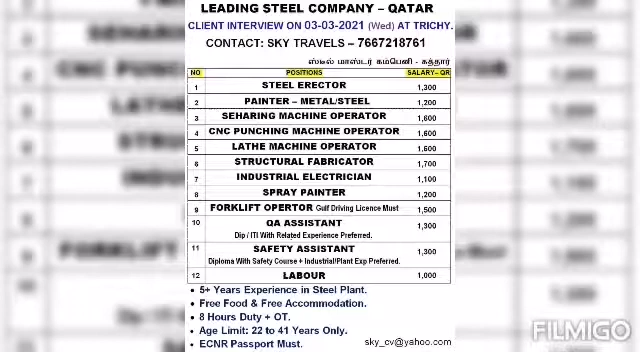 LEADING STEEL COMPANY – QATAR
CLIENT INTERVIEW ON 03-03-2021 (Wed) AT TRICHY.
CONTACT: SKY TRAVELS – 7667218761
ஸ்டீல் மாஸ்டர் கம்பெனி - கத்தார்
NO POSITIONS SALARY– QR
1 STEEL ERECTOR 1,300
2 PAINTER – METAL/STEEL 1,200
3 SEHARING MACHINE OPERATOR 1,600
4 CNC PUNCHING MACHINE OPERATOR 1,600
5 LATHE MACHINE OPERATOR 1,600
6 STRUCTURAL FABRICATOR 1,700
7 INDUSTRIAL ELECTRICIAN 1,100
8 SPRAY PAINTER 1,200
9 FORKLIFT OPERTOR Gulf Driving Licence Must 1,500
10 QA ASSISTANT 1,300
Dip / ITI With Related Experience Preferred.
11 SAFETY ASSISTANT 1,300
Diploma With Safety Course + Industrial/Plant Exp Preferred.
12 LABOUR 1,000
• 5+ Years Experience in Steel Plant.
• Free Food & Free Accommodation.
• 8 Hours Duty + OT.
• Age Limit: 22 to 41 Years Only.
• ECNR Passport Must. sky_cv@yahoo.com
FILMIGO